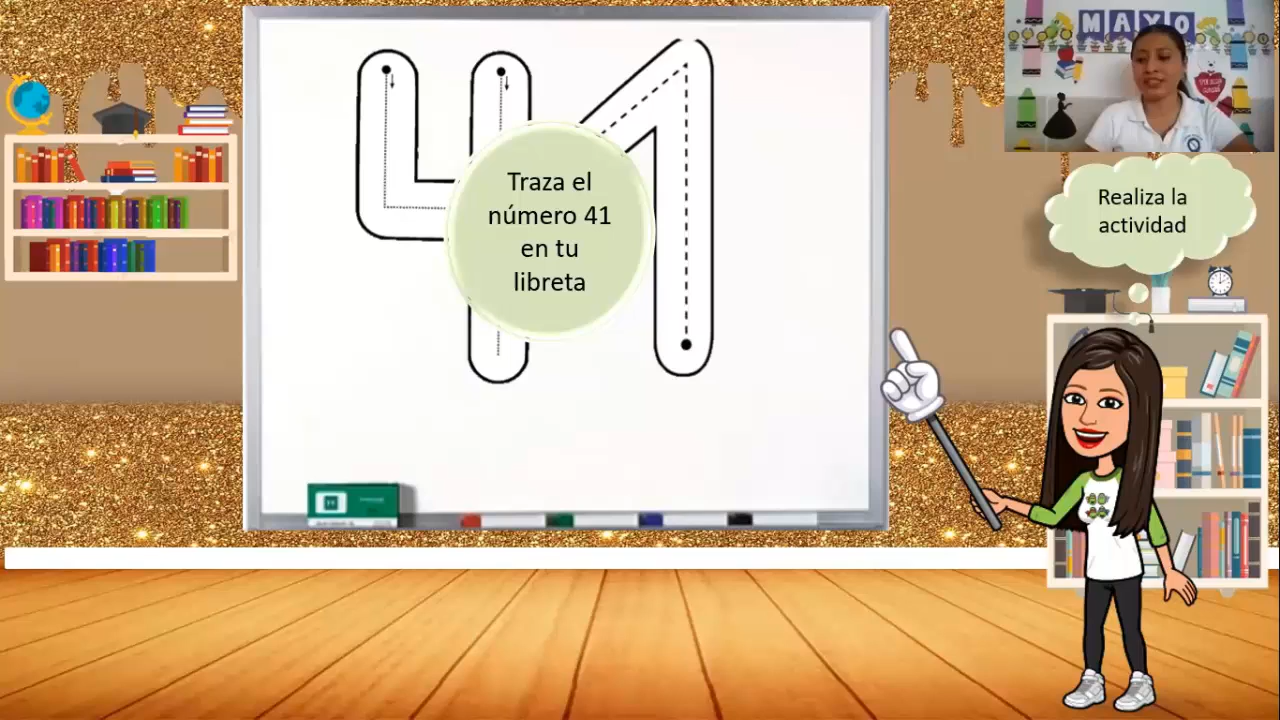 MAYO
41
Traza el
número 41
en tu
libreta
Realiza la
actividad